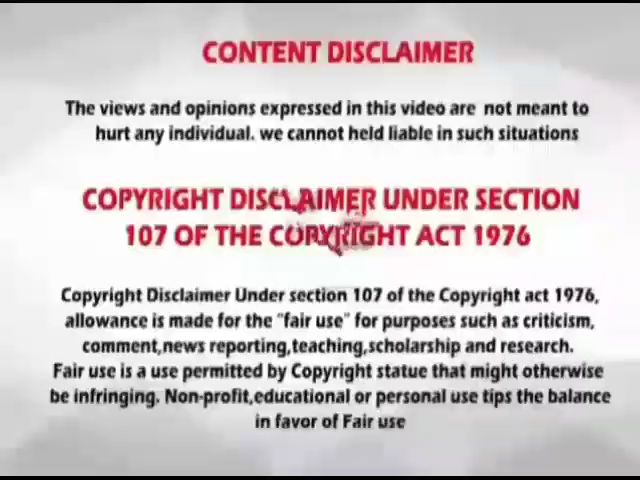 CONTENT DISCLAIMER
The views and opinions expressed in this video are not meant to
hurt any individual. we cannot held liable in such situations
COPYRIGHT DISCLAIMER UNDER SECTION
107 OF THE COPYRIGHT ACT 1976
Copyright Disclaimer Under section 107 of the Copyright act 1976,
allowance is made for the "fair use" for purposes such as criticism,
comment,news reporting,teaching,scholarship and research.
Fair use is a use permitted by Copyright statue that might otherwise
be infringing. Non-profit,educational or personal use tips the balance
in favor of Fair use